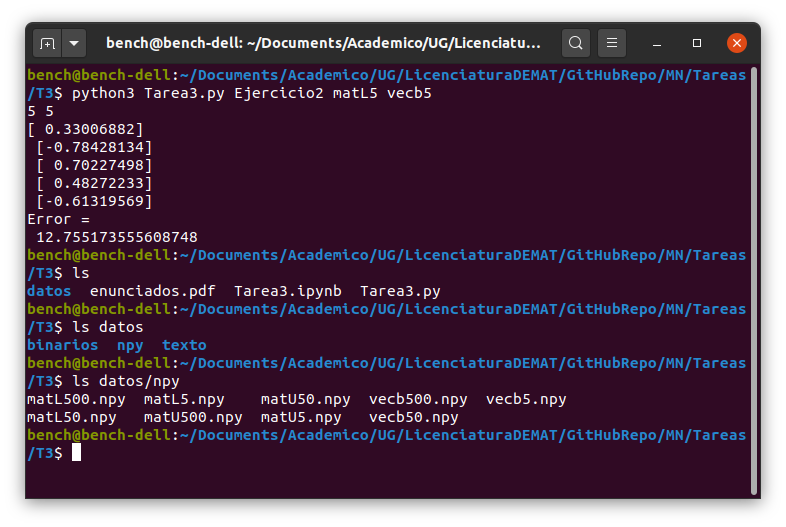 bench@bench-dell: ~/Documents/Academico/UG/Licenciatu...
bench@bench-dell:~/Documents/Academico/UG/LicenciaturaDEMAT/GitHubRepo/MN/Tareas
/T3$ python3 Tarea3.py Ejercicio2 matL5 vecb5
5 5
[ 0.33006882]
 [-0.78428134]
 [ 0.70227498]
 [ 0.48272233]
 [-0.61319569]
Error =
 12.755173555608748
bench@bench-dell:~/Documents/Academico/UG/LicenciaturaDEMAT/GitHubRepo/MN/Tareas
/T3$ ls
datos  enunciados.pdf  Tarea3.ipynb  Tarea3.py
bench@bench-dell:~/Documents/Academico/UG/LicenciaturaDEMAT/GitHubRepo/MN/Tareas
/T3$ ls datos
binarios  npy  texto
bench@bench-dell:~/Documents/Academico/UG/LicenciaturaDEMAT/GitHubRepo/MN/Tareas
/T3$ ls datos/npy
matL500.npy  matL5.npy    matU50.npy  vecb500.npy  vecb5.npy
matL50.npy   matU500.npy  matU5.npy   vecb50.npy
bench@bench-dell:~/Documents/Academico/UG/LicenciaturaDEMAT/GitHubRepo/MN/Tareas
/T3$